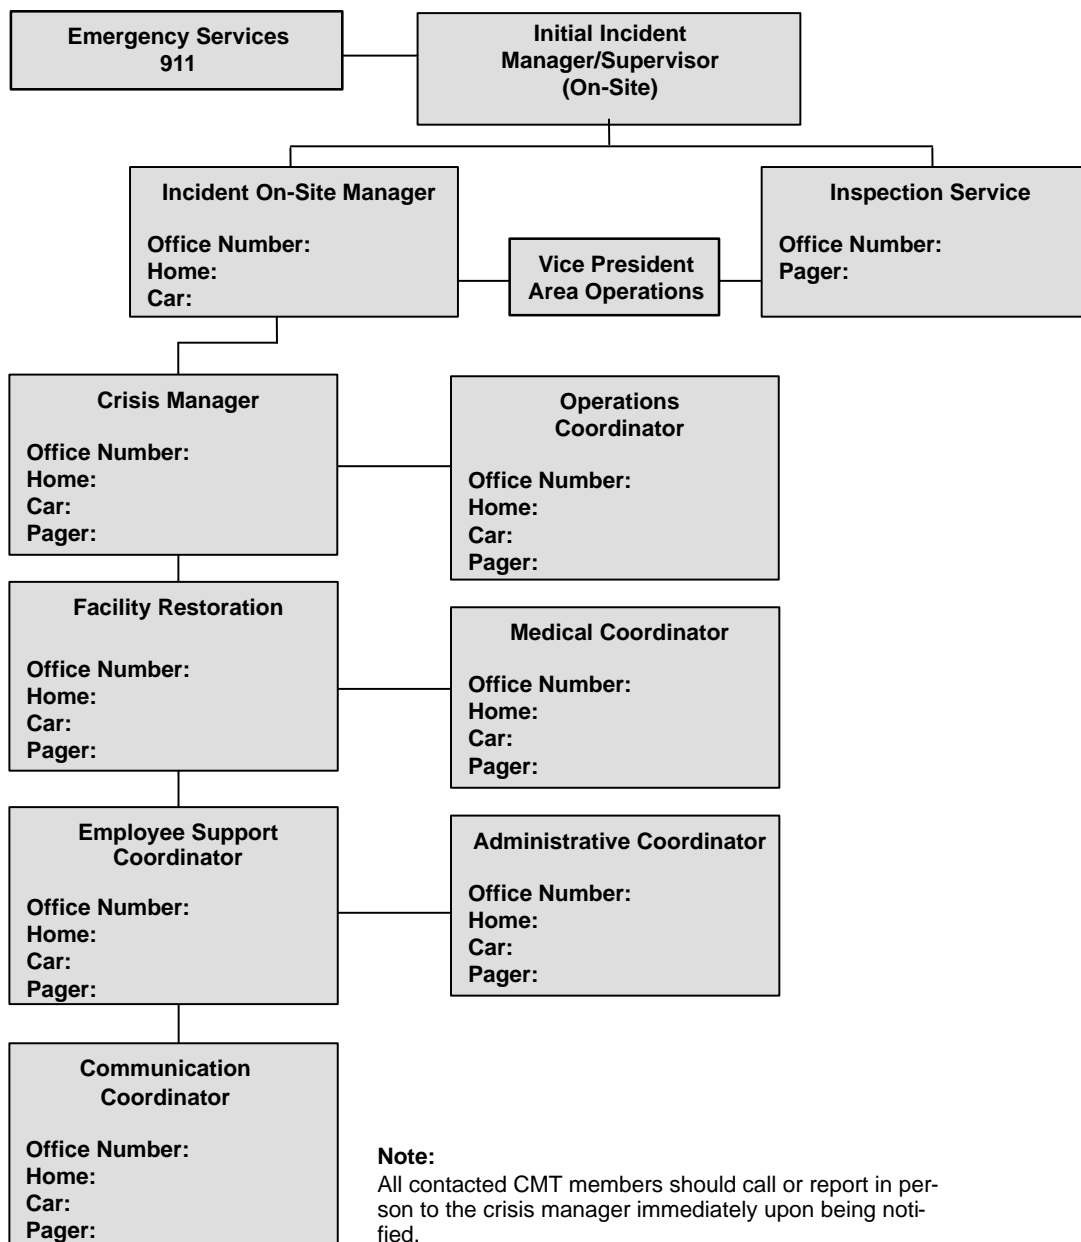 Emergency Services
911
Initial Incident
Manager/Supervisor
(On-Site)
Incident On-Site Manager
Office Number:
Home:
Car:
Vice President
Area Operations
Inspection Service
Office Number:
Pager:
Crisis Manager
Office Number:
Home:
Car:
Pager:
Operations
Coordinator
Office Number:
Home:
Car:
Pager:
Facility Restoration
Office Number:
Home:
Car:
Pager:
Medical Coordinator
Office Number:
Home:
Car:
Pager:
Employee Support
Coordinator
Office Number:
Home:
Car:
Pager:
Administrative Coordinator
Office Number:
Home:
Car:
Pager:
Communication
Coordinator
Office Number:
Home:
Car:
Pager:
Note:
All contacted CMT members should call or report in per-
son to the crisis manager immediately upon being noti-
fied.